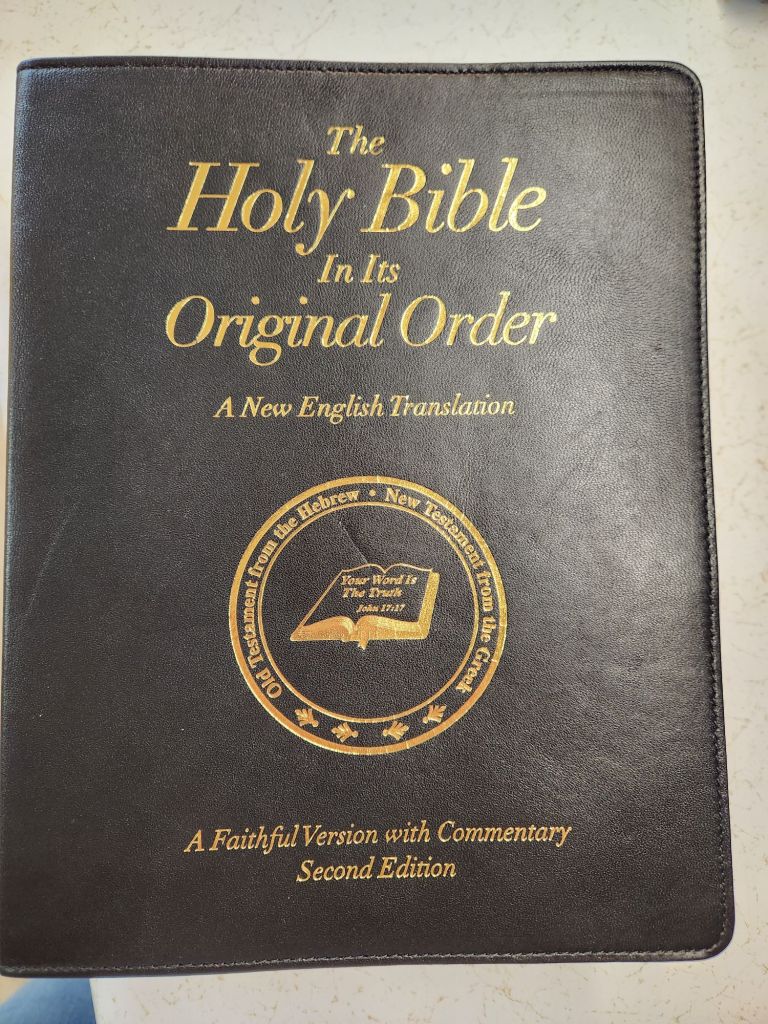 The
Holy Bible
In Its
Original Order
A New English Translation
Old Testament from the Hebrew • New Testament from the Greek
Your Word Is
The Truth
John 17:17
A Faithful Version with Commentary
Second Edition